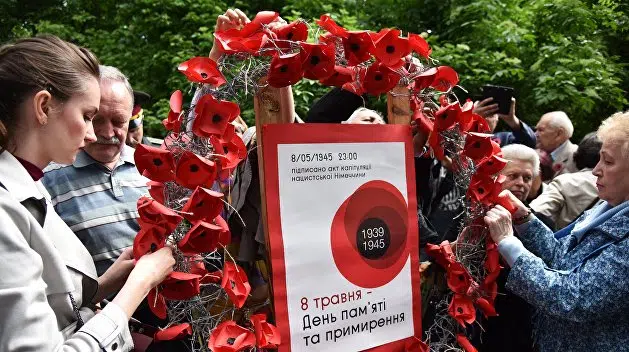 8/05/1945 23:00
підписано акт капітуляції
нацистської Німеччини
1939
1945
8 травня –
День пам'яті
та примирення